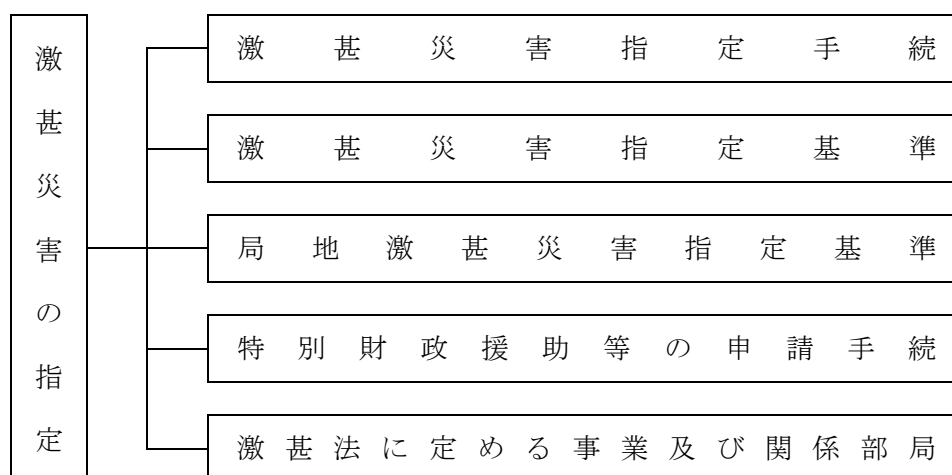 激甚災害の指定
激甚災害指定手続
激甚災害指定基準
局地激甚災害指定基準
特別財政援助等の申請手続
激甚法に定める事業及び関係部局